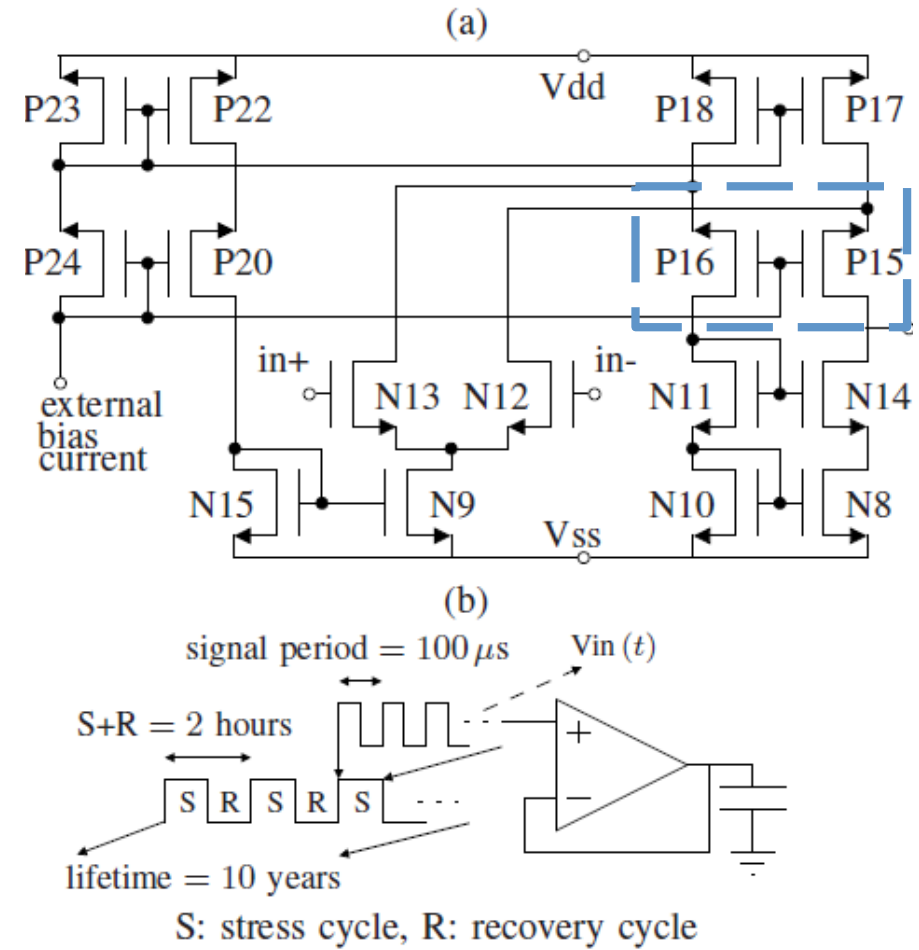 (a)
Vdd
P23 P22 P18 P17
P24 P20 P16 P15
in+ in-
N13 N12 N11 N14
external
bias
current
N15 N9 N10 N8
Vss
(b)
signal period = 100 μs Vin (t)
S+R = 2 hours
+
S R S R S ...
−
lifetime = 10 years
S: stress cycle, R: recovery cycle